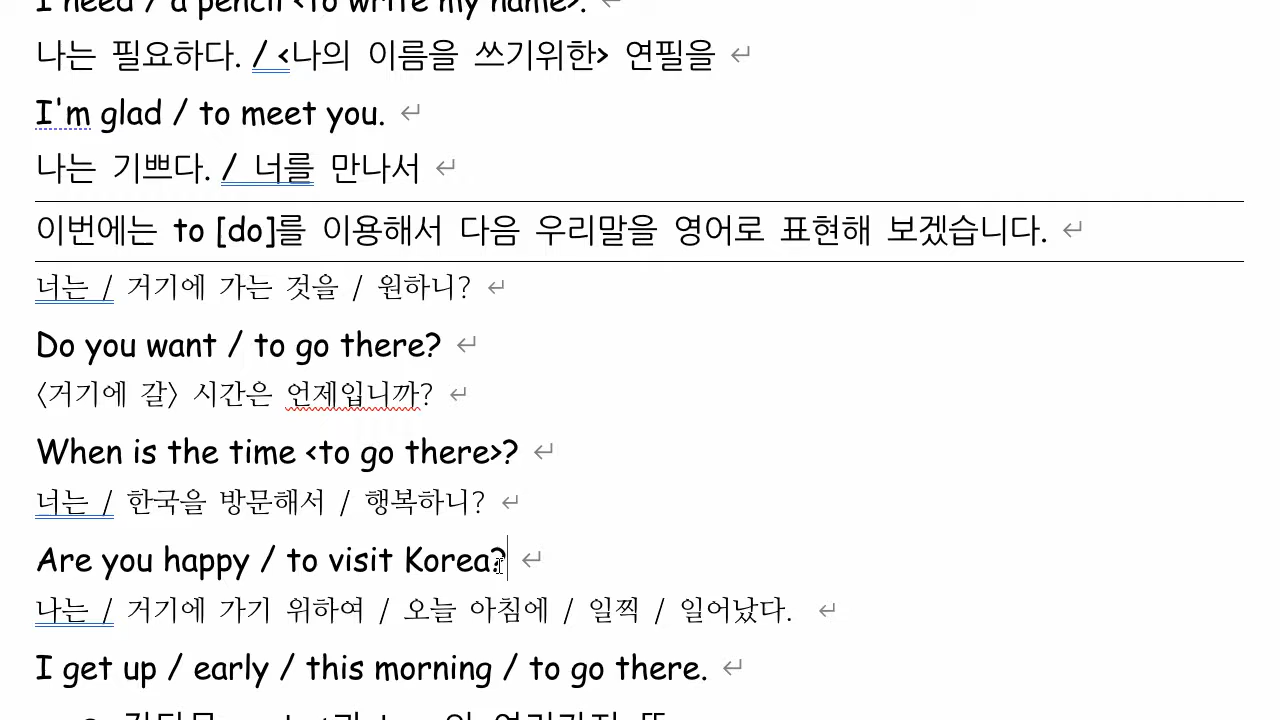 I need / a pencil <to write my name>.
나는 필요하다. / <나의 이름을 쓰기위한> 연필을
I'm glad / to meet you.
나는 기쁘다. / 너를 만나서
이번에는 to [do]를 이용해서 다음 우리말을 영어로 표현해 보겠습니다.
너는 / 거기에 가는 것을 / 원하니?
Do you want / to go there?
〈거기에 갈〉 시간은 언제입니까?
When is the time <to go there>?
너는 / 한국을 방문해서 / 행복하니?
Are you happy / to visit Korea?
나는 / 거기에 가기 위하여 / 오늘 아침에 / 일찍 / 일어났다.
I get up / early / this morning / to go there.